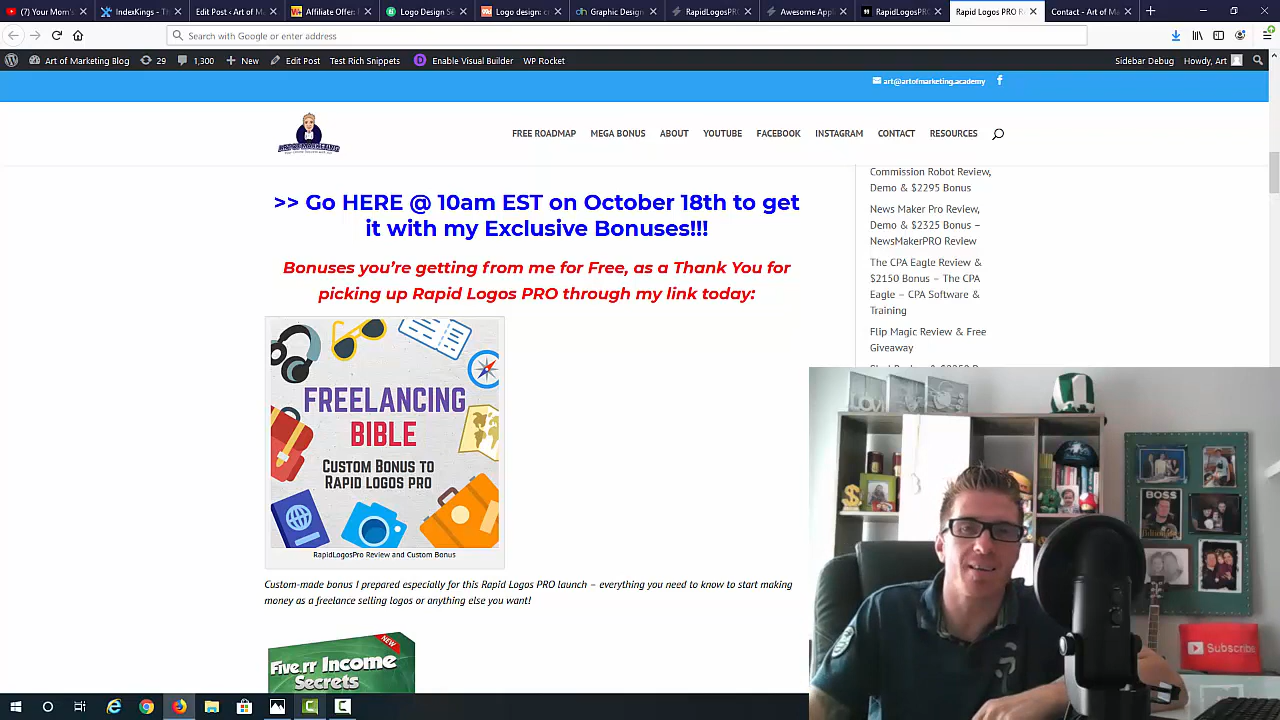 (7) Your Mom's
IndexKings - Th
Edit Post ‹ Art of M
Affiliate Offer: E
Logo Design Se
Logo design: c
Graphic Design
RapidLogosPR
Awesome Appl
RapidLogosPR
Rapid Logos PRO R
Contact - Art of Ma
Search with Google or enter address
Art of Marketing Blog
29
1,300
New
Edit Post
Test Rich Snippets
Enable Visual Builder
WP Rocket
Sidebar Debug
Howdy, Art
art@artofmarketing.academy
ART OF MARKETING
FREE ROADMAP
MEGA BONUS
ABOUT
YOUTUBE
FACEBOOK
INSTAGRAM
CONTACT
RESOURCES
>> Go HERE @ 10am EST on October 18th to get
it with my Exclusive Bonuses!!!
Bonuses you're getting from me for Free, as a Thank You for
picking up Rapid Logos PRO through my link today:
FREELANCING
BIBLE
CUSTOM BONUS TO
RAPID LOGOS PRO
RapidLogosPro Review and Custom Bonus
Custom-made bonus I prepared especially for this Rapid Logos PRO launch – everything you need to know to start making
money as a freelance selling logos or anything else you want!
NEW
Five rr Income
Secrets
Commission Robot Review,
Demo & $2295 Bonus
News Maker Pro Review,
Demo & $2325 Bonus –
NewsMakerPRO Review
The CPA Eagle Review &
$2150 Bonus – The CPA
Eagle – CPA Software &
Training
Flip Magic Review & Free
Giveaway
BOSS
Subscribe